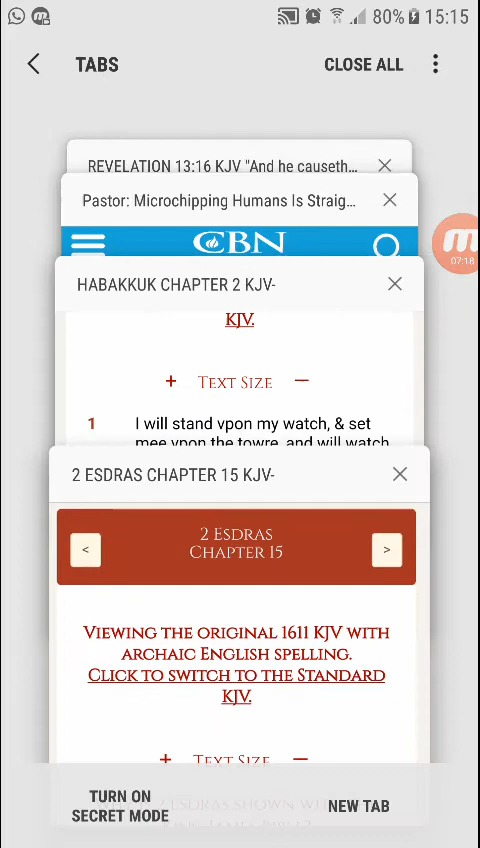 80% 15:15
TABS CLOSE ALL
REVELATION 13:16 KJV "And he causeth...
Pastor: Microchipping Humans Is Straig...
CBN
07:18
HABAKKUK CHAPTER 2 KJV-
KJV.
+ TEXT SIZE –
1 I will stand vpon my watch, & set
mee vpon the towre, and will watch
2 ESDRAS CHAPTER 15 KJV-
< 2 ESDRAS >
CHAPTER 15
VIEWING THE ORIGINAL 1611 KJV WITH
ARCHAIC ENGLISH SPELLING.
CLICK TO SWITCH TO THE STANDARD
KJV.
+ TEXT SIZE –
TURN ON
SECRET MODE
NEW TAB